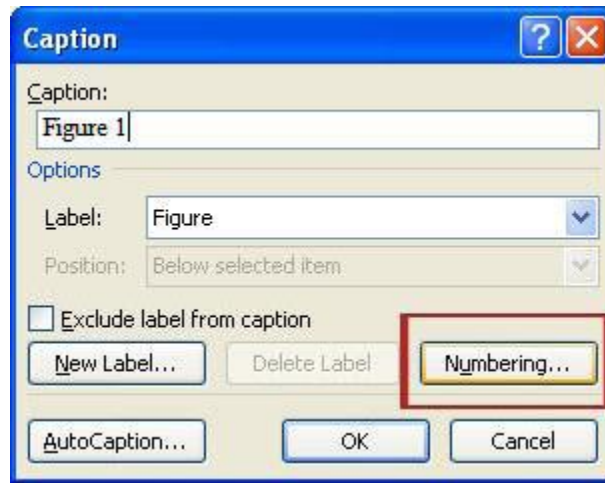 Caption
Caption:
Figure 1
Options
Label: Figure
Position: Below selected item
Exclude label from caption
New Label... Delete Label Numbering...
AutoCaption... OK Cancel